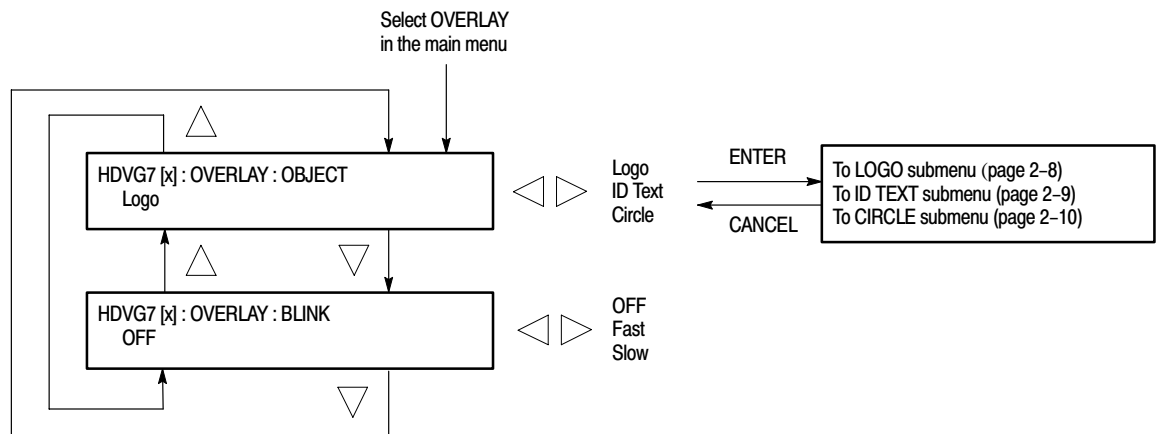 Select OVERLAY
in the main menu
HDVG7 [x] : OVERLAY : OBJECT
Logo
Logo
ID Text
Circle
ENTER
CANCEL
To LOGO submenu (page 2–8)
To ID TEXT submenu (page 2–9)
To CIRCLE submenu (page 2–10)
HDVG7 [x] : OVERLAY : BLINK
OFF
OFF
Fast
Slow